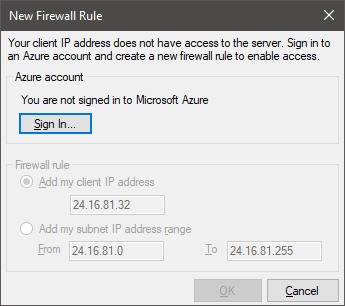 New Firewall Rule
Your client IP address does not have access to the server. Sign in to
an Azure account and create a new firewall rule to enable access.
Azure account
You are not signed in to Microsoft Azure
Sign In...
Firewall rule
Add my client IP address
24.16.81.32
Add my subnet IP address range
From 24.16.81.0 To 24.16.81.255
OK Cancel